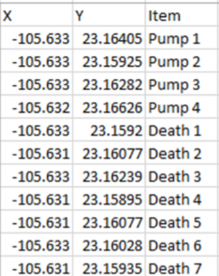 X Y Item
-105.633 23.16405 Pump 1
-105.633 23.15925 Pump 2
-105.633 23.16282 Pump 3
-105.632 23.16626 Pump 4
-105.633 23.1592 Death 1
-105.631 23.16077 Death 2
-105.633 23.16239 Death 3
-105.631 23.15895 Death 4
-105.631 23.16077 Death 5
-105.633 23.16028 Death 6
-105.631 23.15935 Death 7